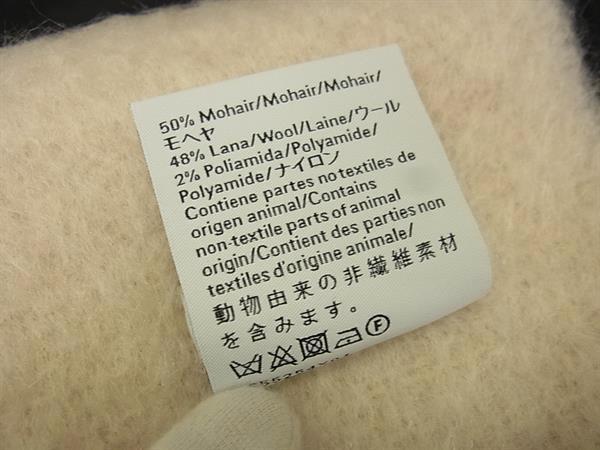 50% Mohair/Mohair/Mohair/
モヘヤ
48% Lana/Wool/Laine/ウール
2% Poliamida/Polyamide/
Polyamide/ナイロン
Contiene partes no textiles de
origen animal/Contains
non-textile parts of animal
origin/Contient des parties non
textiles d'origine animale/
動物由来の非繊維素材
を含みます。
F